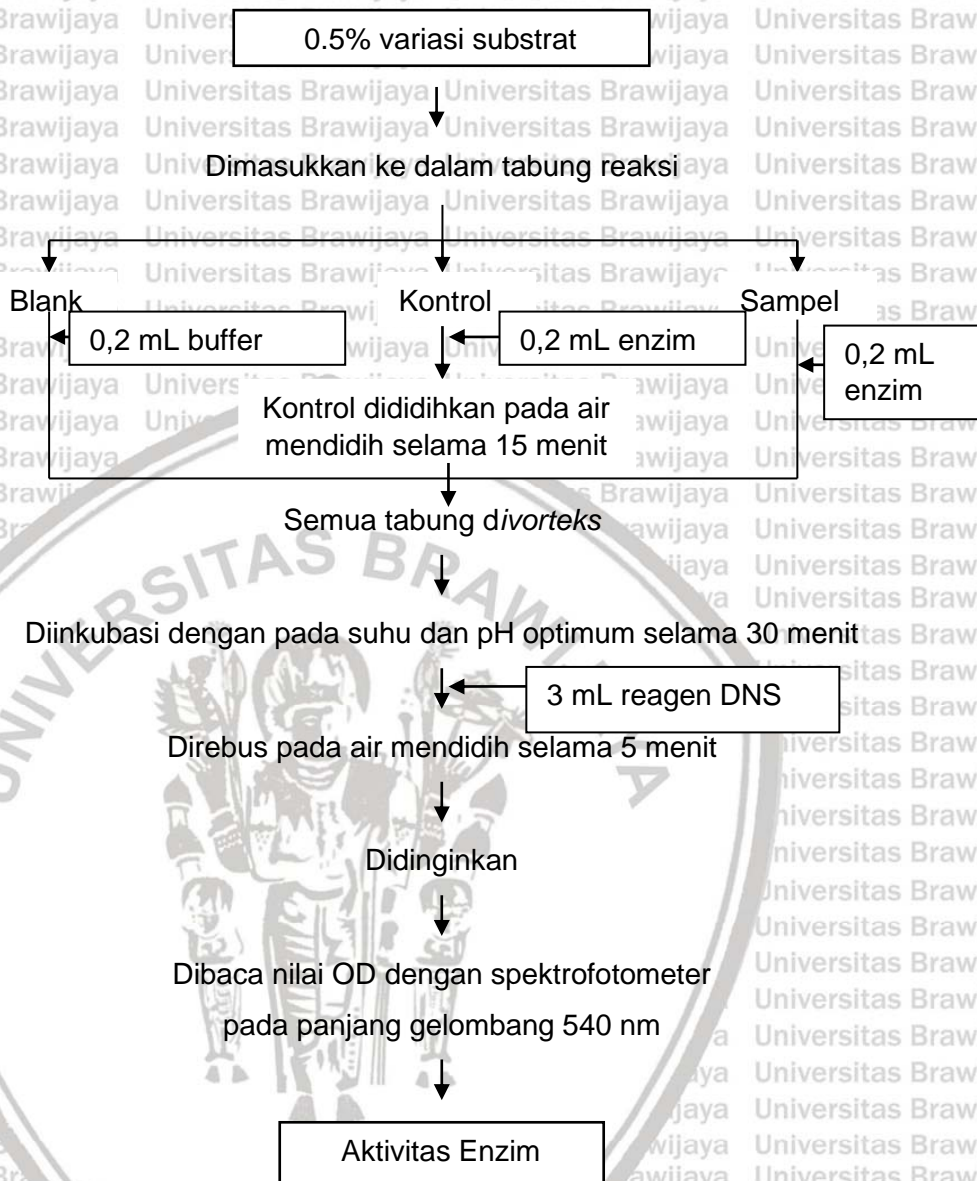 0.5% variasi substrat
Dimasukkan ke dalam tabung reaksi
Blank
Kontrol
Sampel
0,2 mL buffer
0,2 mL enzim
0,2 mL
enzim
Kontrol dididihkan pada air
mendidih selama 15 menit
Semua tabung divorteks
Diinkubasi dengan pada suhu dan pH optimum selama 30 menit
3 mL reagen DNS
Direbus pada air mendidih selama 5 menit
Didinginkan
Dibaca nilai OD dengan spektrofotometer
pada panjang gelombang 540 nm
Aktivitas Enzim
UNIVERSITAS BRAWIJAYA